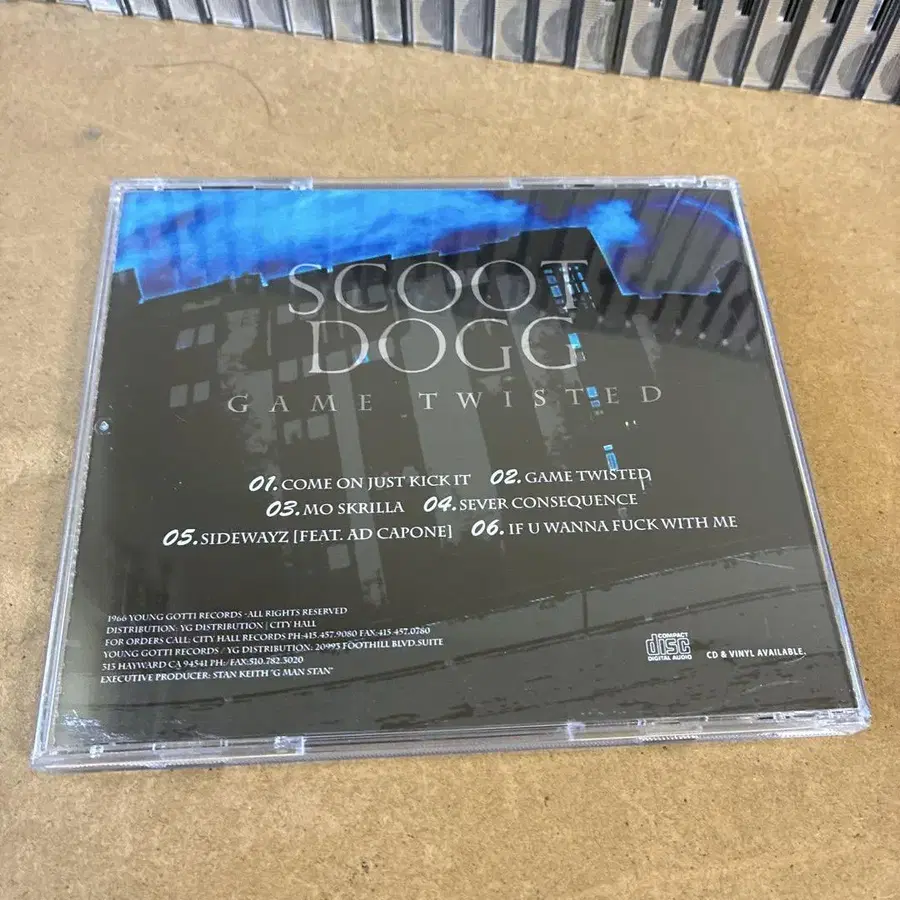 SCOOT
DOGG
GAME TWISTED
01. COME ON JUST KICK IT 02. GAME TWISTED
03. MO SKRILLA 04. SEVER CONSEQUENCE
05. SIDEWAYZ [FEAT. AD CAPONE] 06. IF U WANNA FUCK WITH ME
1966 YOUNG GOTTI RECORDS · ALL RIGHTS RESERVED
DISTRIBUTION: YG DISTRIBUTION | CITY HALL
FOR ORDERS CALL: CITY HALL RECORDS PH:415.457.9080 FAX:415.457.0780
YOUNG GOTTI RECORDS / YG DISTRIBUTION: 20993 FOOTHILL BLVD.SUITE
515 HAYWARD CA 94541 PH:/FAX:510.782.3020
EXECUTIVE PRODUCER: STAN KEITH "G MAN STAN"
COMPACT
disc
DIGITAL AUDIO
CD & VINYL AVAILABLE.